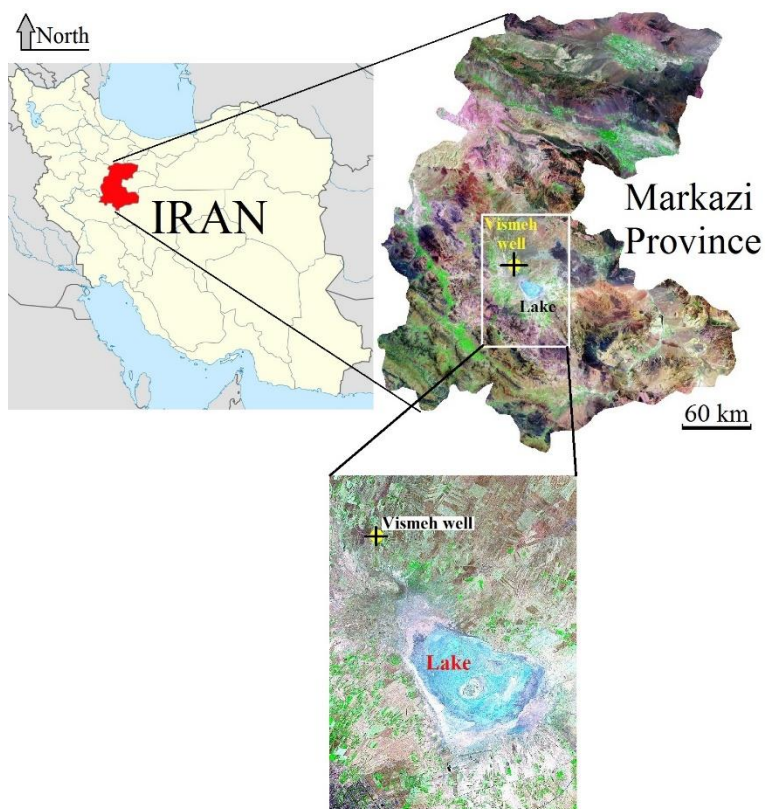 North
IRAN
Markazi
Province
Vismeh
well
Lake
60 km
Vismeh well
Lake